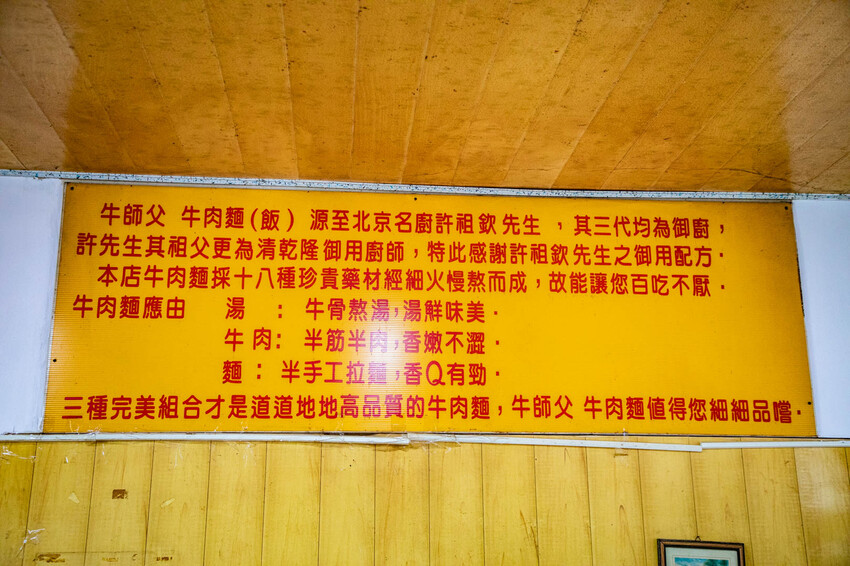 牛師父 牛肉麵(飯) 源至北京名廚許祖欽先生 , 其三代均為御廚,
許先生其祖父更為清乾隆御用廚師, 特此感謝許祖欽先生之御用配方.
本店牛肉麵採十八種珍貴藥材經細火慢熬而成, 故能讓您百吃不厭.
牛肉麵應由 湯 : 牛骨熬湯, 湯鮮味美.
牛肉: 半筋半肉, 香嫩不澀.
麵 : 半手工拉麵, 香Q有勁.
三種完美組合才是道道地地高品質的牛肉麵, 牛師父 牛肉麵值得您細細品嚐.